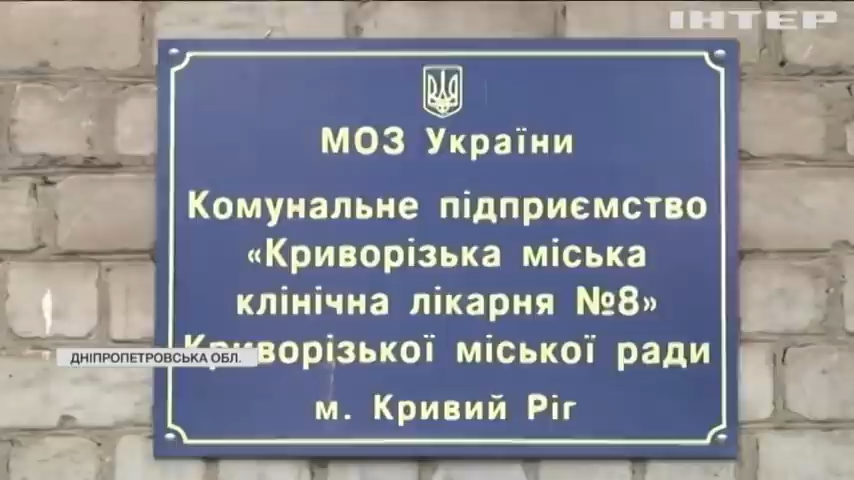 ІНТЕР
МОЗ України
Комунальне підприємство
«Криворізька міська
клінічна лікарня №8»
Криворізької міської ради
ДНІПРОПЕТРОВСЬКА ОБЛ.
м. Кривий Ріг